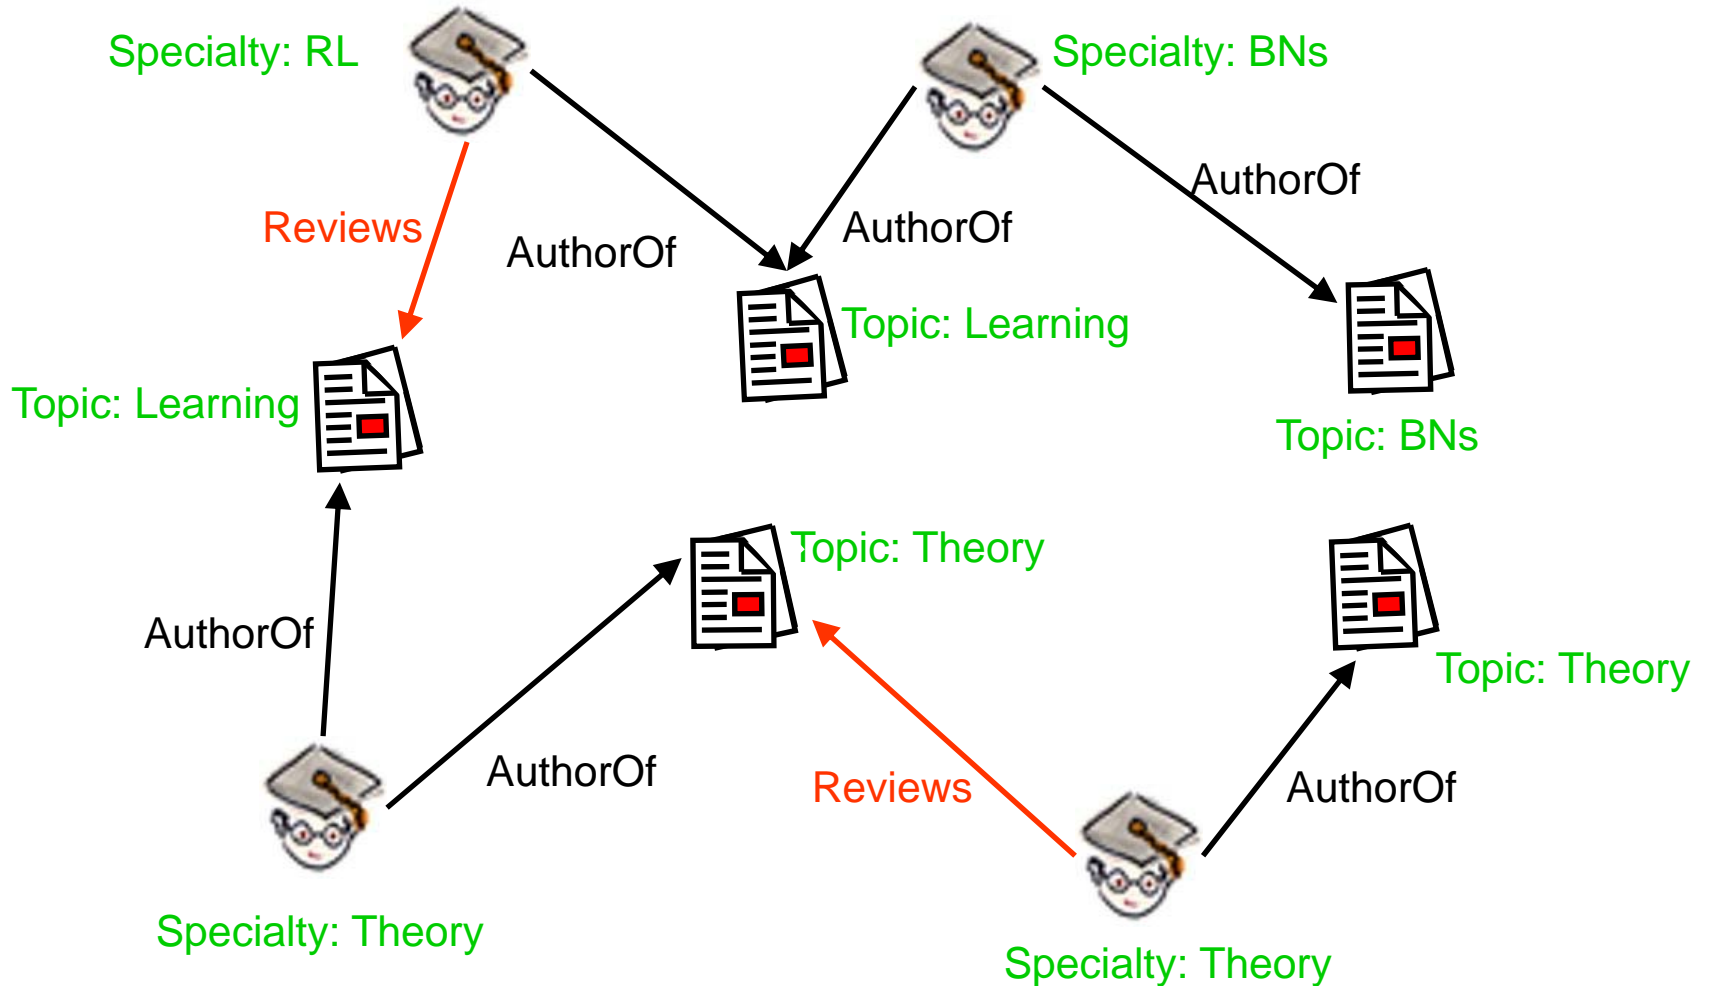 Specialty: RL
Specialty: BNs
AuthorOf
Reviews
AuthorOf
AuthorOf
Topic: Learning
Topic: Learning
Topic: BNs
Topic: Theory
AuthorOf
Topic: Theory
AuthorOf
Reviews
AuthorOf
Specialty: Theory
Specialty: Theory